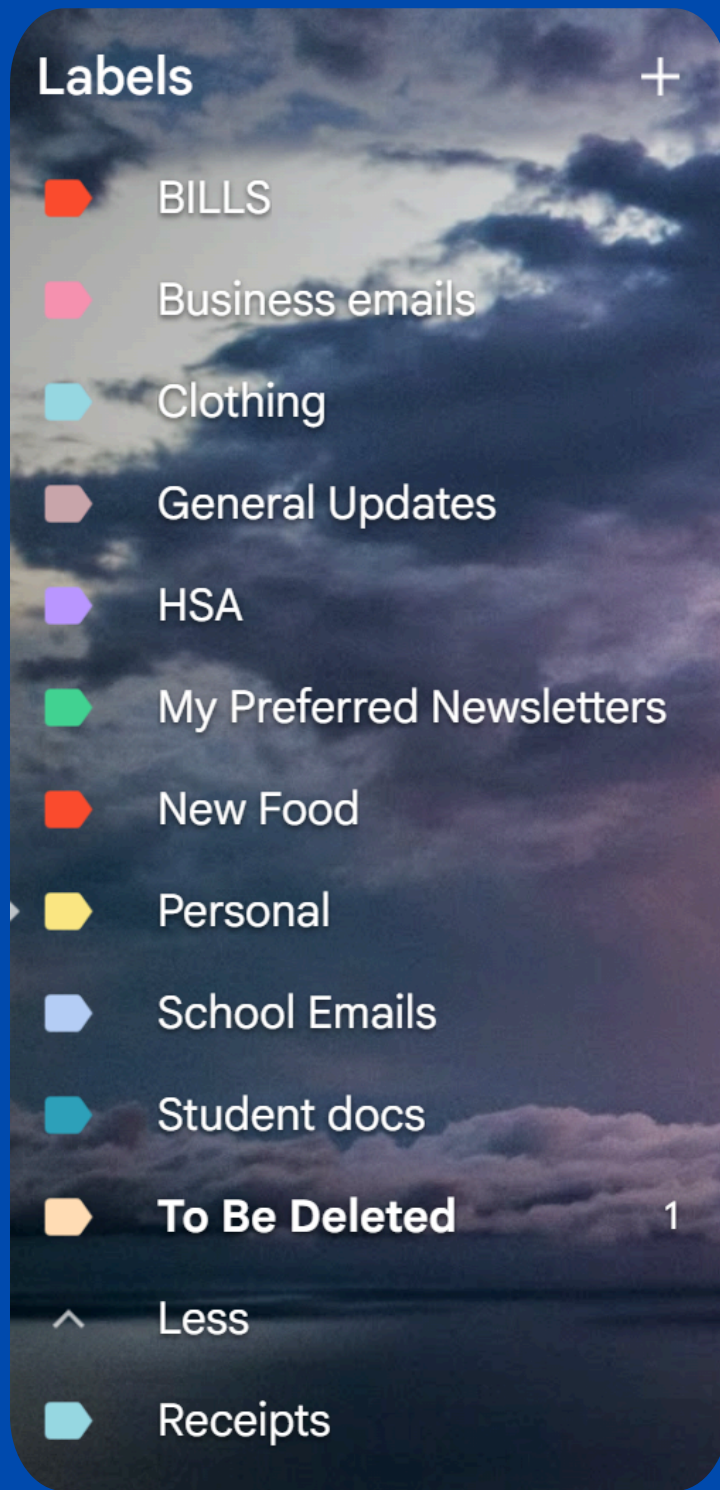 Labels
BILLS
Business emails
Clothing
General Updates
HSA
My Preferred Newsletters
New Food
Personal
School Emails
Student docs
To Be Deleted 1
Less
Receipts